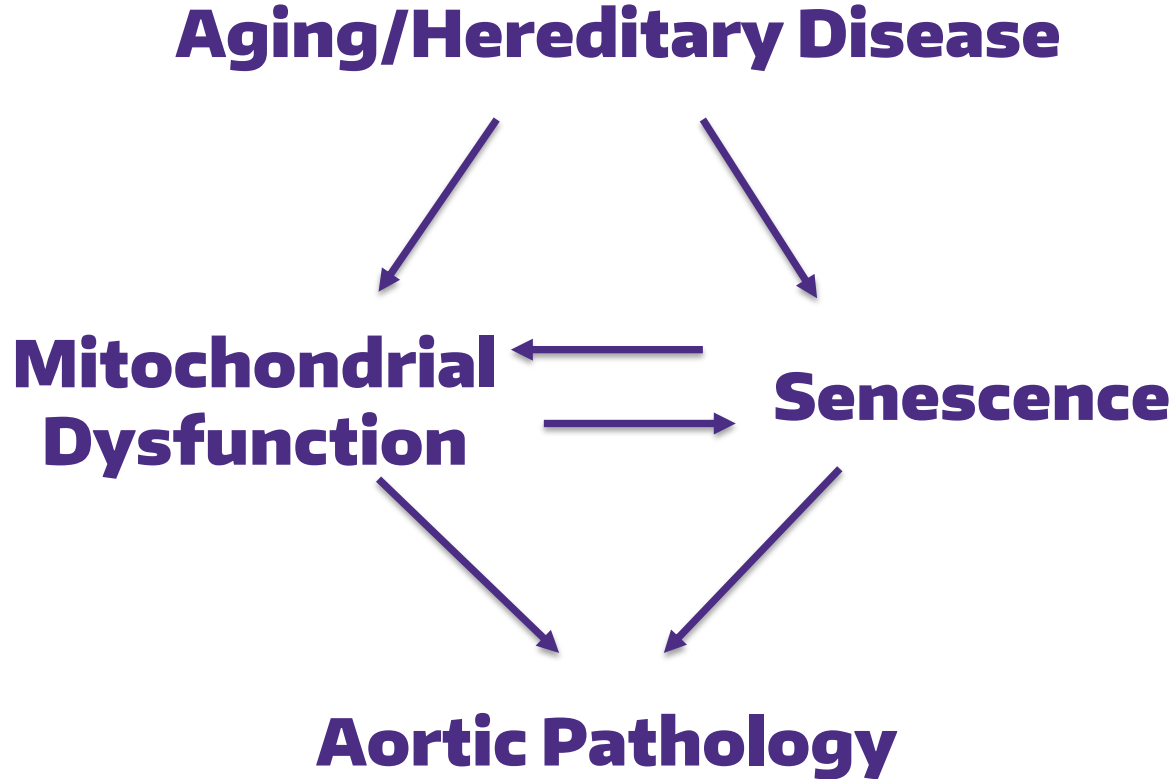 Aging/Hereditary Disease
Mitochondrial
Dysfunction
Senescence
Aortic Pathology